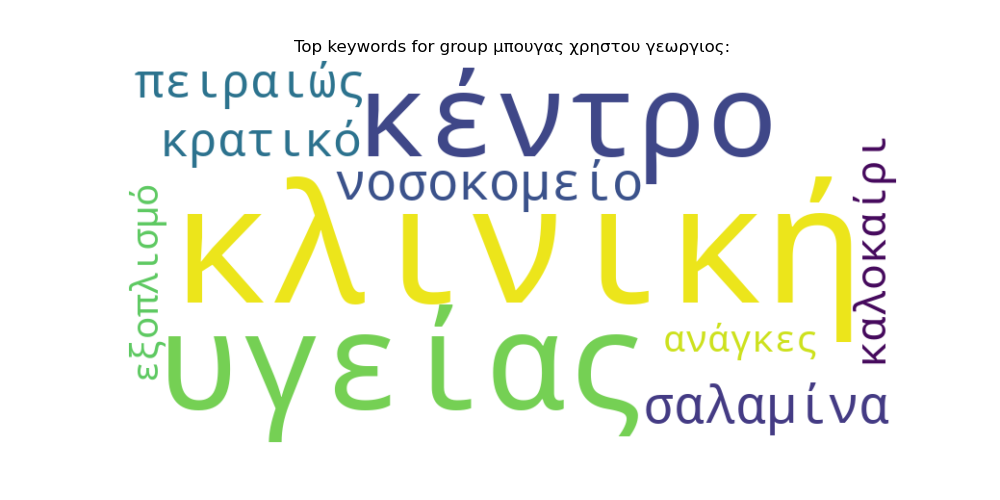 Top keywords for group μπουγας χρηστου γεωργιος:
πειραιώς
κέντρο
κρατικό
νοσοκομείο
εξοπλισμό
κλινική
καλοκαίρι
υγείας
ανάγκες
σαλαμίνα